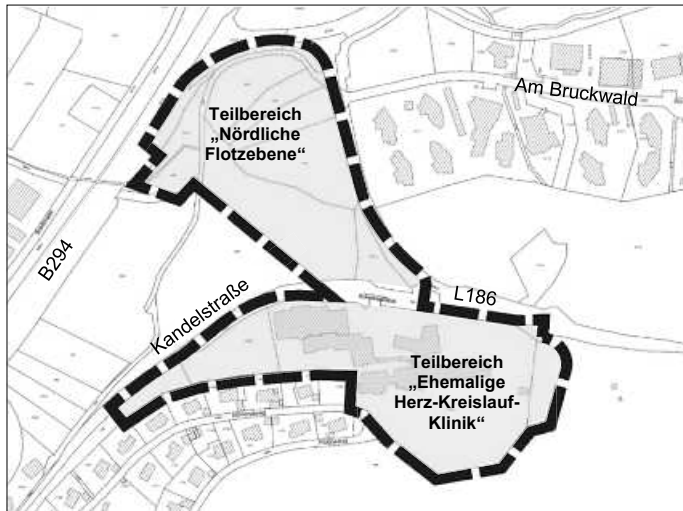 Teilbereich
„Nördliche
Flotzebene“
Am Bruckwald
B294
Kandelstraße
L186
Teilbereich
„Ehemalige
Herz-Kreislauf-
Klinik“